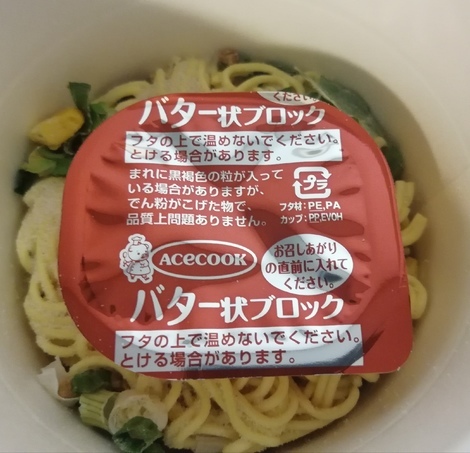 ください。
バター状ブロック
フタの上で温めないでください。
とける場合があります。
まれに黒褐色の粒が入って
いる場合がありますが、
でん粉がこげた物で、
品質上問題ありません。
プラ
フタ材:PE,PA
カップ:PP,EVOH
ACECOOK
お召しあがり
の直前に入れて
ください。
バター状ブロック
フタの上で温めないでください。
とける場合があります。